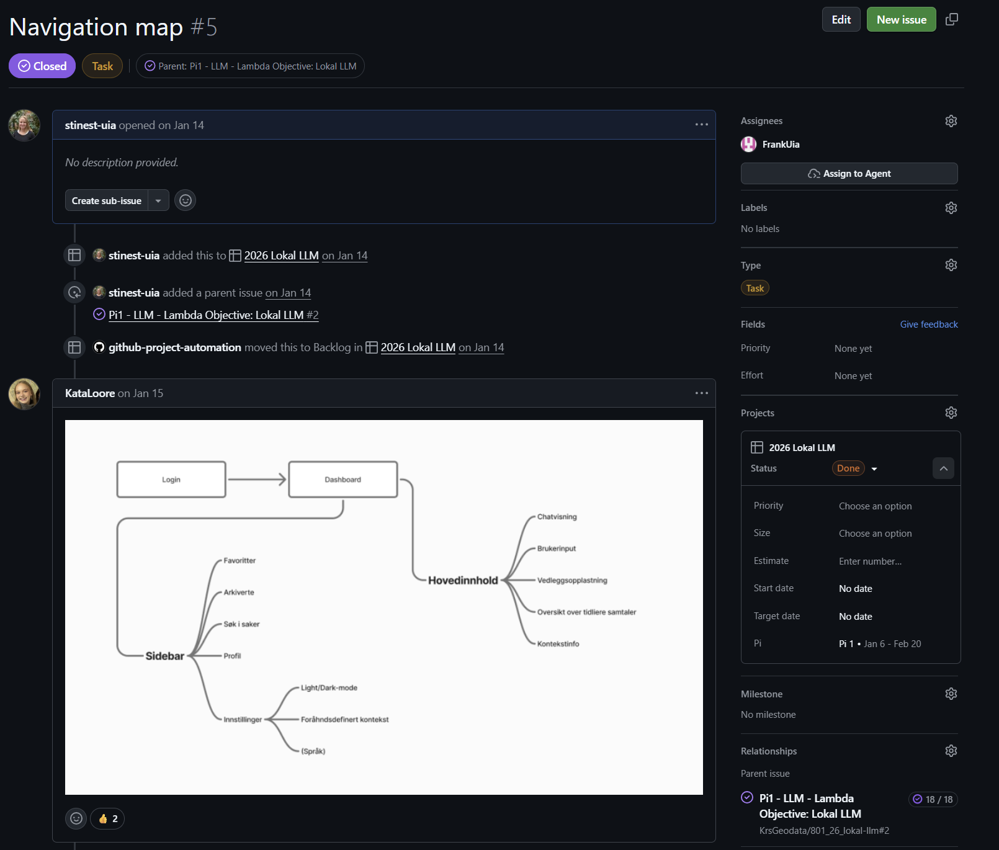 Navigation map #5
Edit
New issue
Closed
Task
Parent: Pi1 - LLM - Lambda Objective: Lokal LLM
stinest-uia opened on Jan 14
No description provided.
Create sub-issue
stinest-uia added this to 2026 Lokal LLM on Jan 14
stinest-uia added a parent issue on Jan 14
Pi1 - LLM - Lambda Objective: Lokal LLM #2
github-project-automation moved this to Backlog in 2026 Lokal LLM on Jan 14
KataLoore on Jan 15
Login
Dashboard
Chatvisning
Brukerinput
Hovedinnhold
Vedleggsopplastning
Oversikt over tidliere samtaler
Kontekstinfo
Favoritter
Arkiverte
Søk i saker
Sidebar
Profil
Innstillinger
Light/Dark-mode
Foråhndsdefinert kontekst
(Språk)
👍 2
Assignees
FrankUia
Assign to Agent
Labels
No labels
Type
Task
Fields
Give feedback
Priority None yet
Effort None yet
Projects
2026 Lokal LLM
Status Done
Priority Choose an option
Size Choose an option
Estimate Enter number...
Start date No date
Target date No date
Pi Pi 1 • Jan 6 - Feb 20
Milestone
No milestone
Relationships
Parent issue
Pi1 - LLM - Lambda
Objective: Lokal LLM
18 / 18
KrsGeodata/801_26_lokal-llm#2